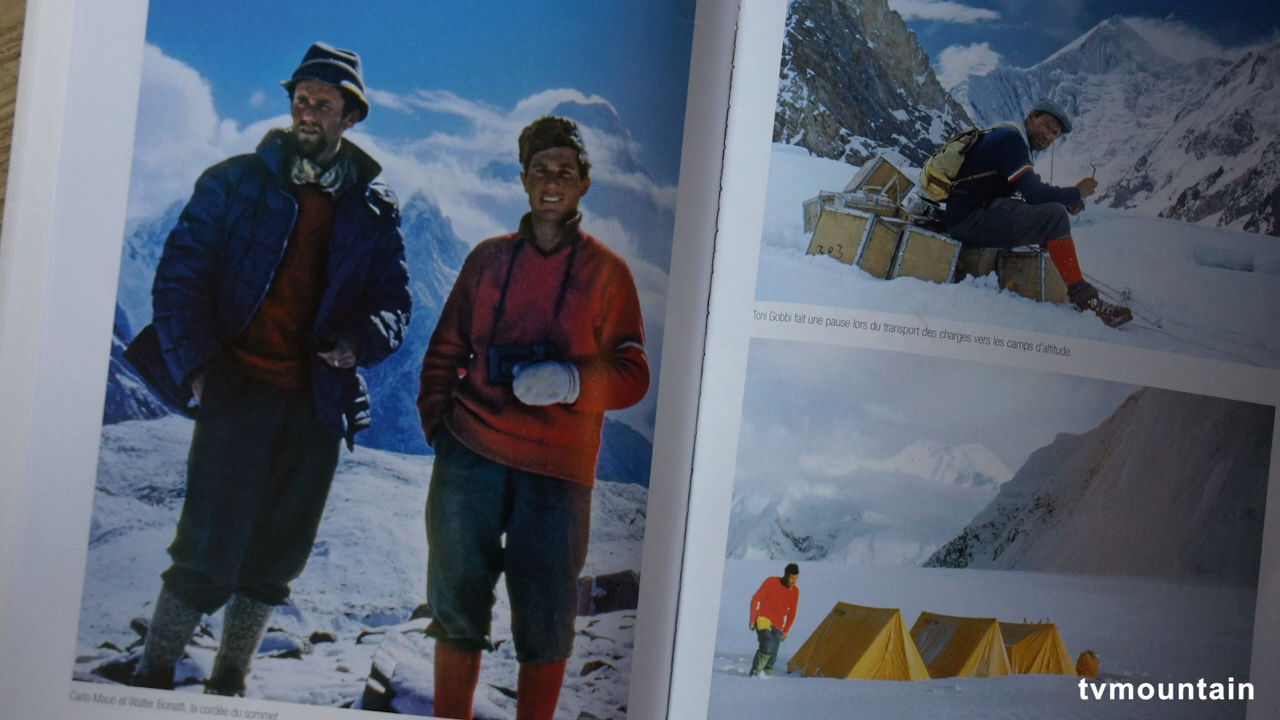 Carlo Mauri et Walter Bonatti, la cordée du sommet
Toni Gobbi fait une pause lors du transport des charges vers les camps d'altitude.
303
tvmountain